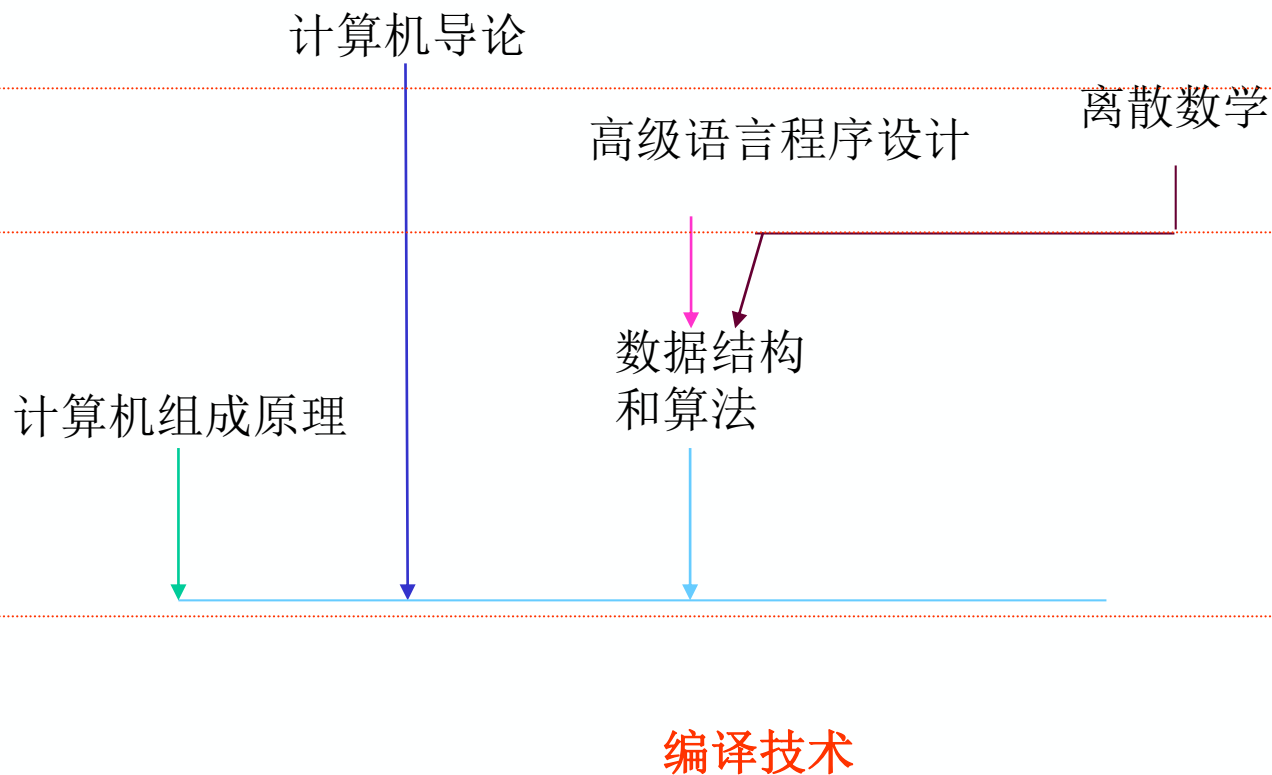 计算机导论
离散数学
高级语言程序设计
数据结构
和算法
计算机组成原理
编译技术